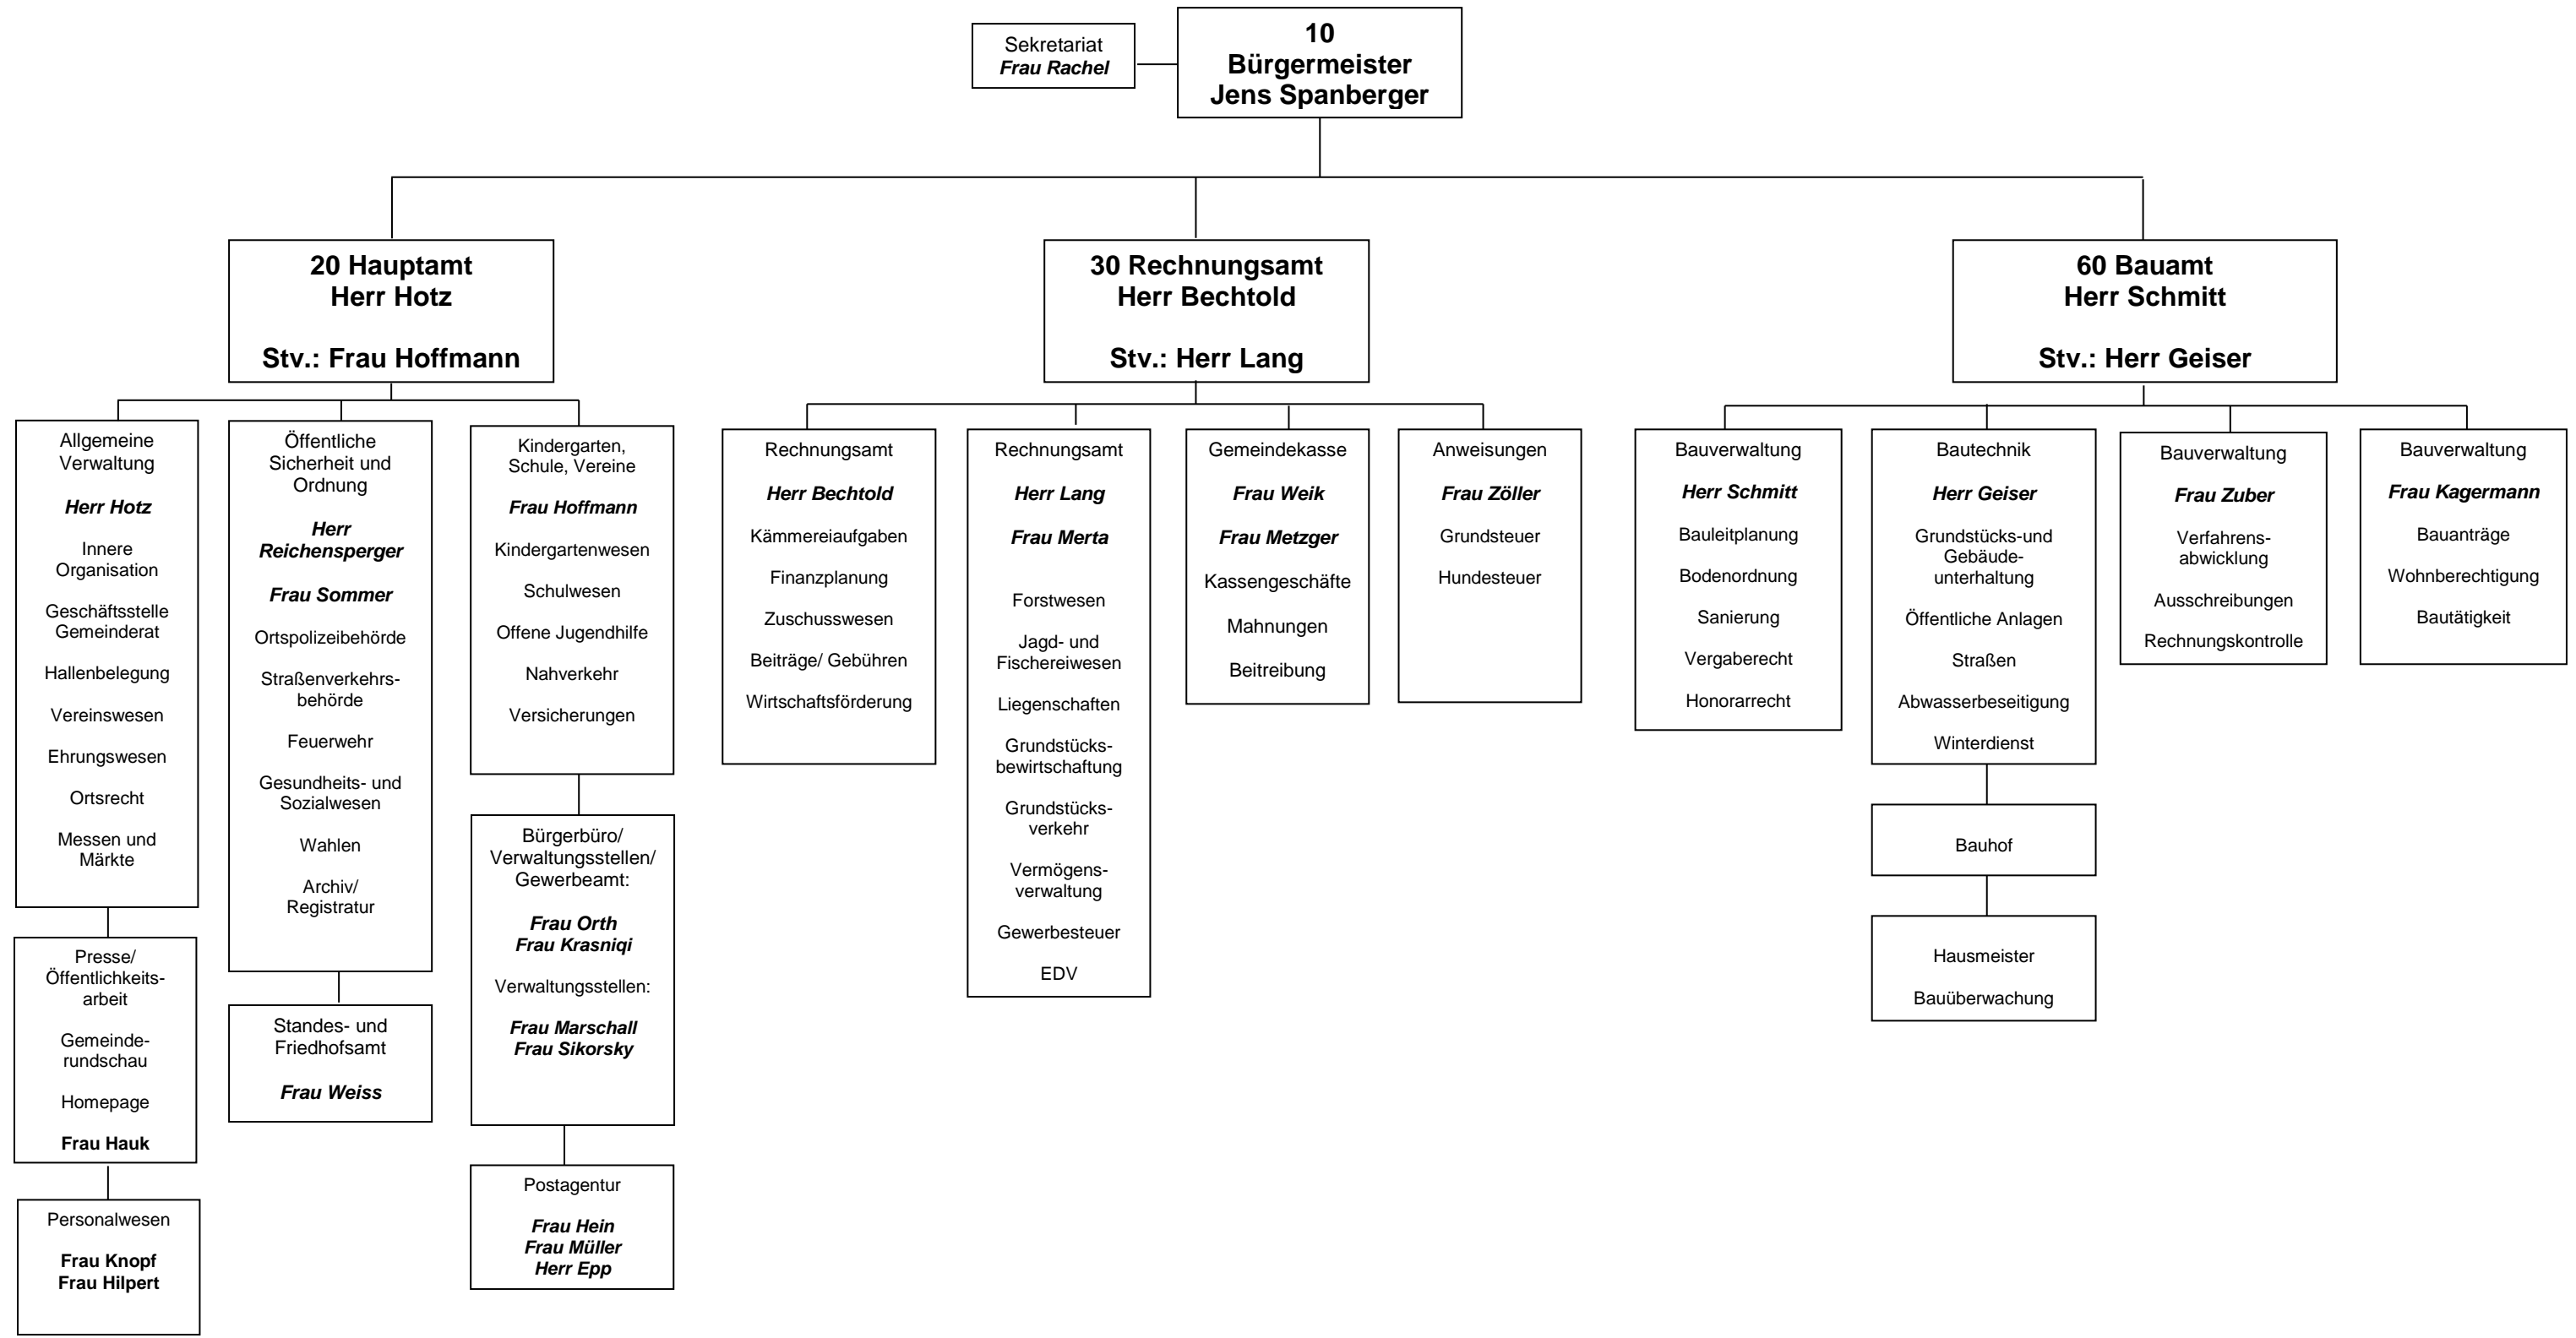 Sekretariat
Frau Rachel
10
Bürgermeister
Jens Spanberger
20 Hauptamt
Herr Hotz
Stv.: Frau Hoffmann
30 Rechnungsamt
Herr Bechtold
Stv.: Herr Lang
60 Bauamt
Herr Schmitt
Stv.: Herr Geiser
Allgemeine
Verwaltung
Herr Hotz
Innere
Organisation
Geschäftsstelle
Gemeinderat
Hallenbelegung
Vereinswesen
Ehrungswesen
Ortsrecht
Messen und
Märkte
Presse/
Öffentlichkeits-
arbeit
Gemeinde-
rundschau
Homepage
Frau Hauk
Personalwesen
Frau Knopf
Frau Hilpert
Öffentliche
Sicherheit und
Ordnung
Herr
Reichensperger
Frau Sommer
Ortspolizeibehörde
Straßenverkehrs-
behörde
Feuerwehr
Gesundheits- und
Sozialwesen
Wahlen
Archiv/
Registratur
Standes- und
Friedhofsamt
Frau Weiss
Kindergarten,
Schule, Vereine
Frau Hoffmann
Kindergartenwesen
Schulwesen
Offene Jugendhilfe
Nahverkehr
Versicherungen
Bürgerbüro/
Verwaltungsstellen/
Gewerbeamt:
Frau Orth
Frau Krasniqi
Verwaltungsstellen:
Frau Marschall
Frau Sikorsky
Postagentur
Frau Hein
Frau Müller
Herr Epp
Rechnungsamt
Herr Bechtold
Kämmereiaufgaben
Finanzplanung
Zuschusswesen
Beiträge/ Gebühren
Wirtschaftsförderung
Rechnungsamt
Herr Lang
Frau Merta
Forstwesen
Jagd- und
Fischereiwesen
Liegenschaften
Grundstücks-
bewirtschaftung
Grundstücks-
verkehr
Vermögens-
verwaltung
Gewerbesteuer
EDV
Gemeindekasse
Frau Weik
Frau Metzger
Kassengeschäfte
Mahnungen
Beitreibung
Anweisungen
Frau Zöller
Grundsteuer
Hundesteuer
Bauverwaltung
Herr Schmitt
Bauleitplanung
Bodenordnung
Sanierung
Vergaberecht
Honorarrecht
Bautechnik
Herr Geiser
Grundstücks-und
Gebäude-
unterhaltung
Öffentliche Anlagen
Straßen
Abwasserbeseitigung
Winterdienst
Bauhof
Hausmeister
Bauüberwachung
Bauverwaltung
Frau Zuber
Verfahrens-
abwicklung
Ausschreibungen
Rechnungskontrolle
Bauverwaltung
Frau Kagermann
Bauanträge
Wohnberechtigung
Bautätigkeit